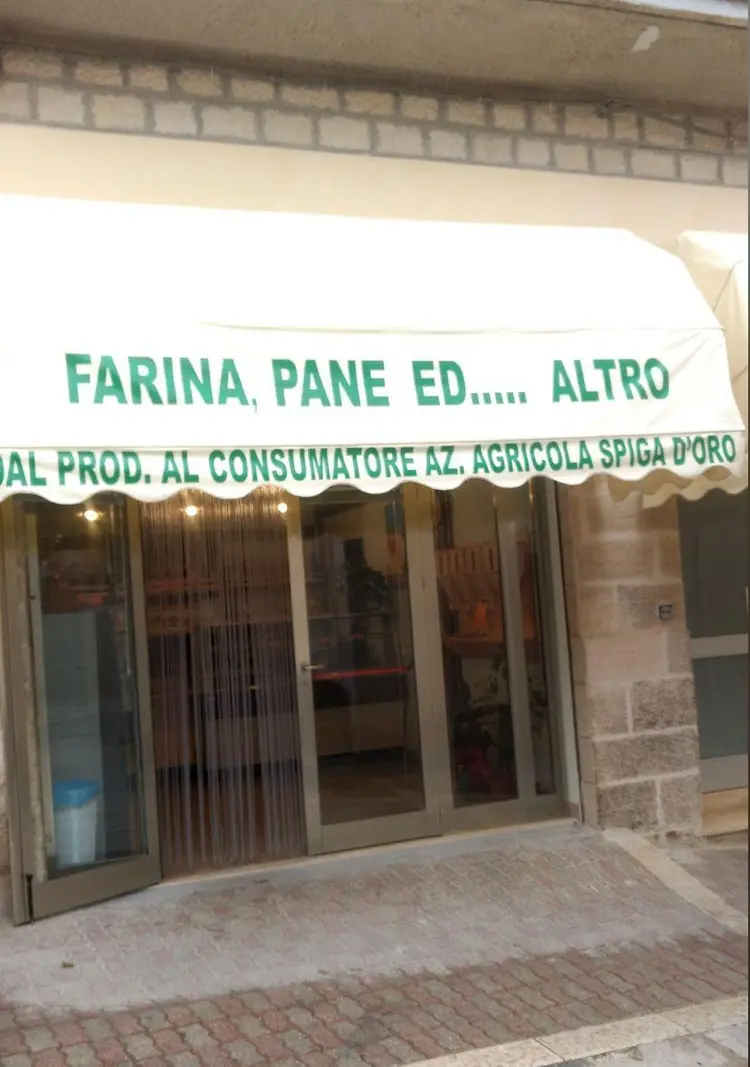 FARINA, PANE ED..... ALTRO
DAL PROD. AL CONSUMATORE AZ. AGRICOLA SPIGA D'ORO